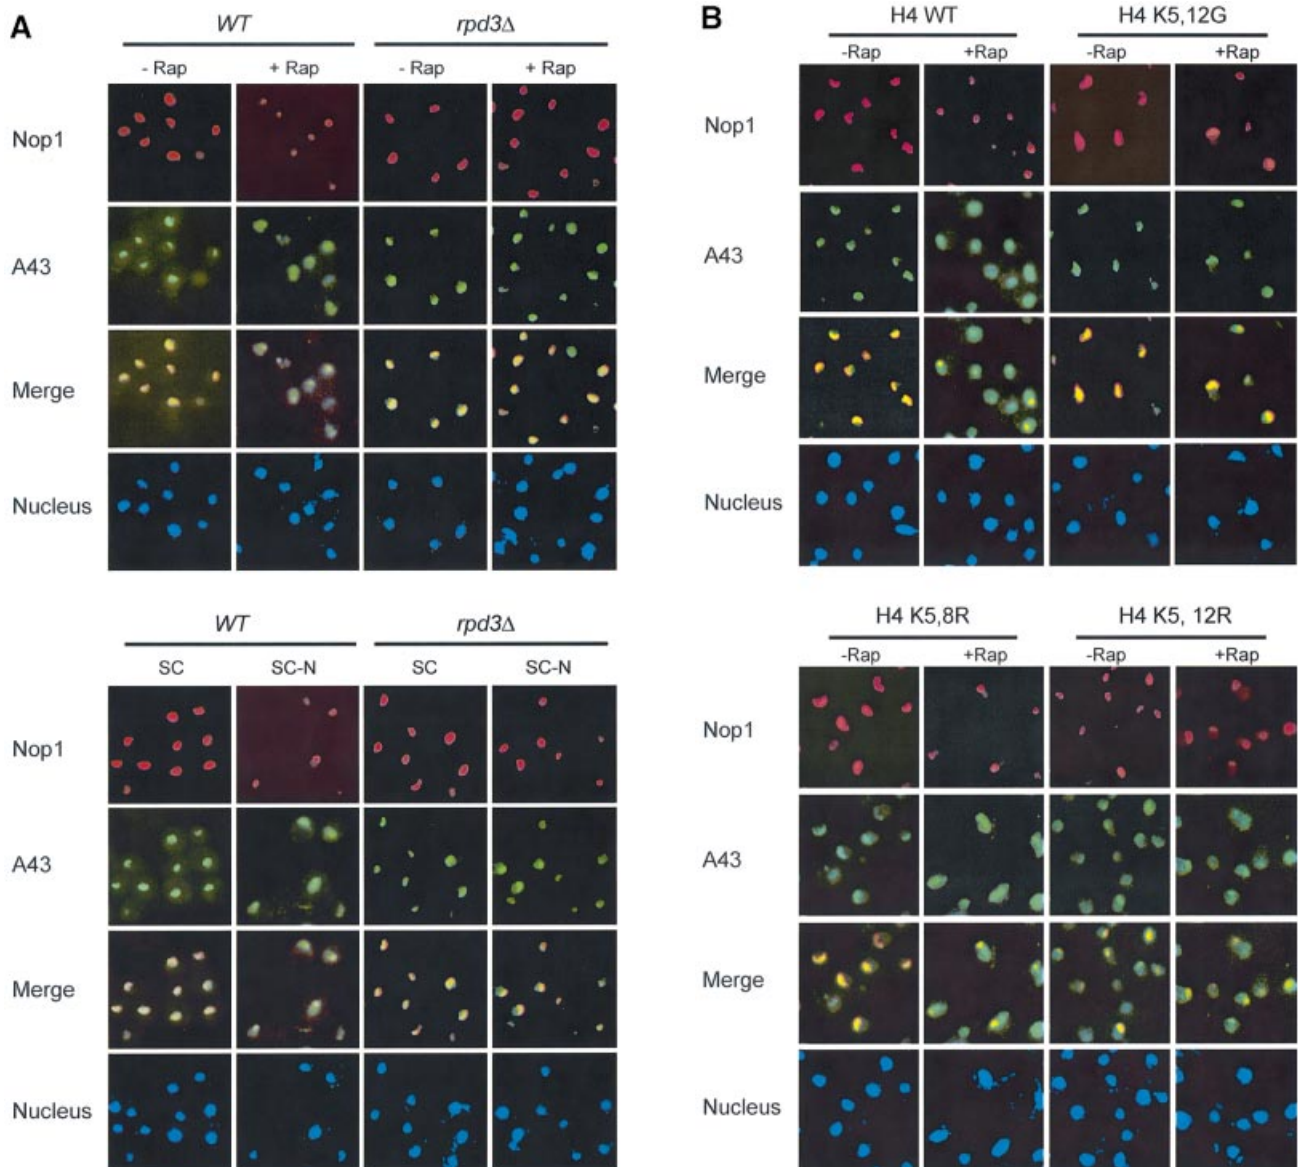 A
WT rpd3Δ
- Rap + Rap - Rap + Rap
Nop1
A43
Merge
Nucleus
WT rpd3Δ
SC SC-N SC SC-N
Nop1
A43
Merge
Nucleus
B
H4 WT H4 K5,12G
-Rap +Rap -Rap +Rap
Nop1
A43
Merge
Nucleus
H4 K5,8R H4 K5, 12R
-Rap +Rap -Rap +Rap
Nop1
A43
Merge
Nucleus